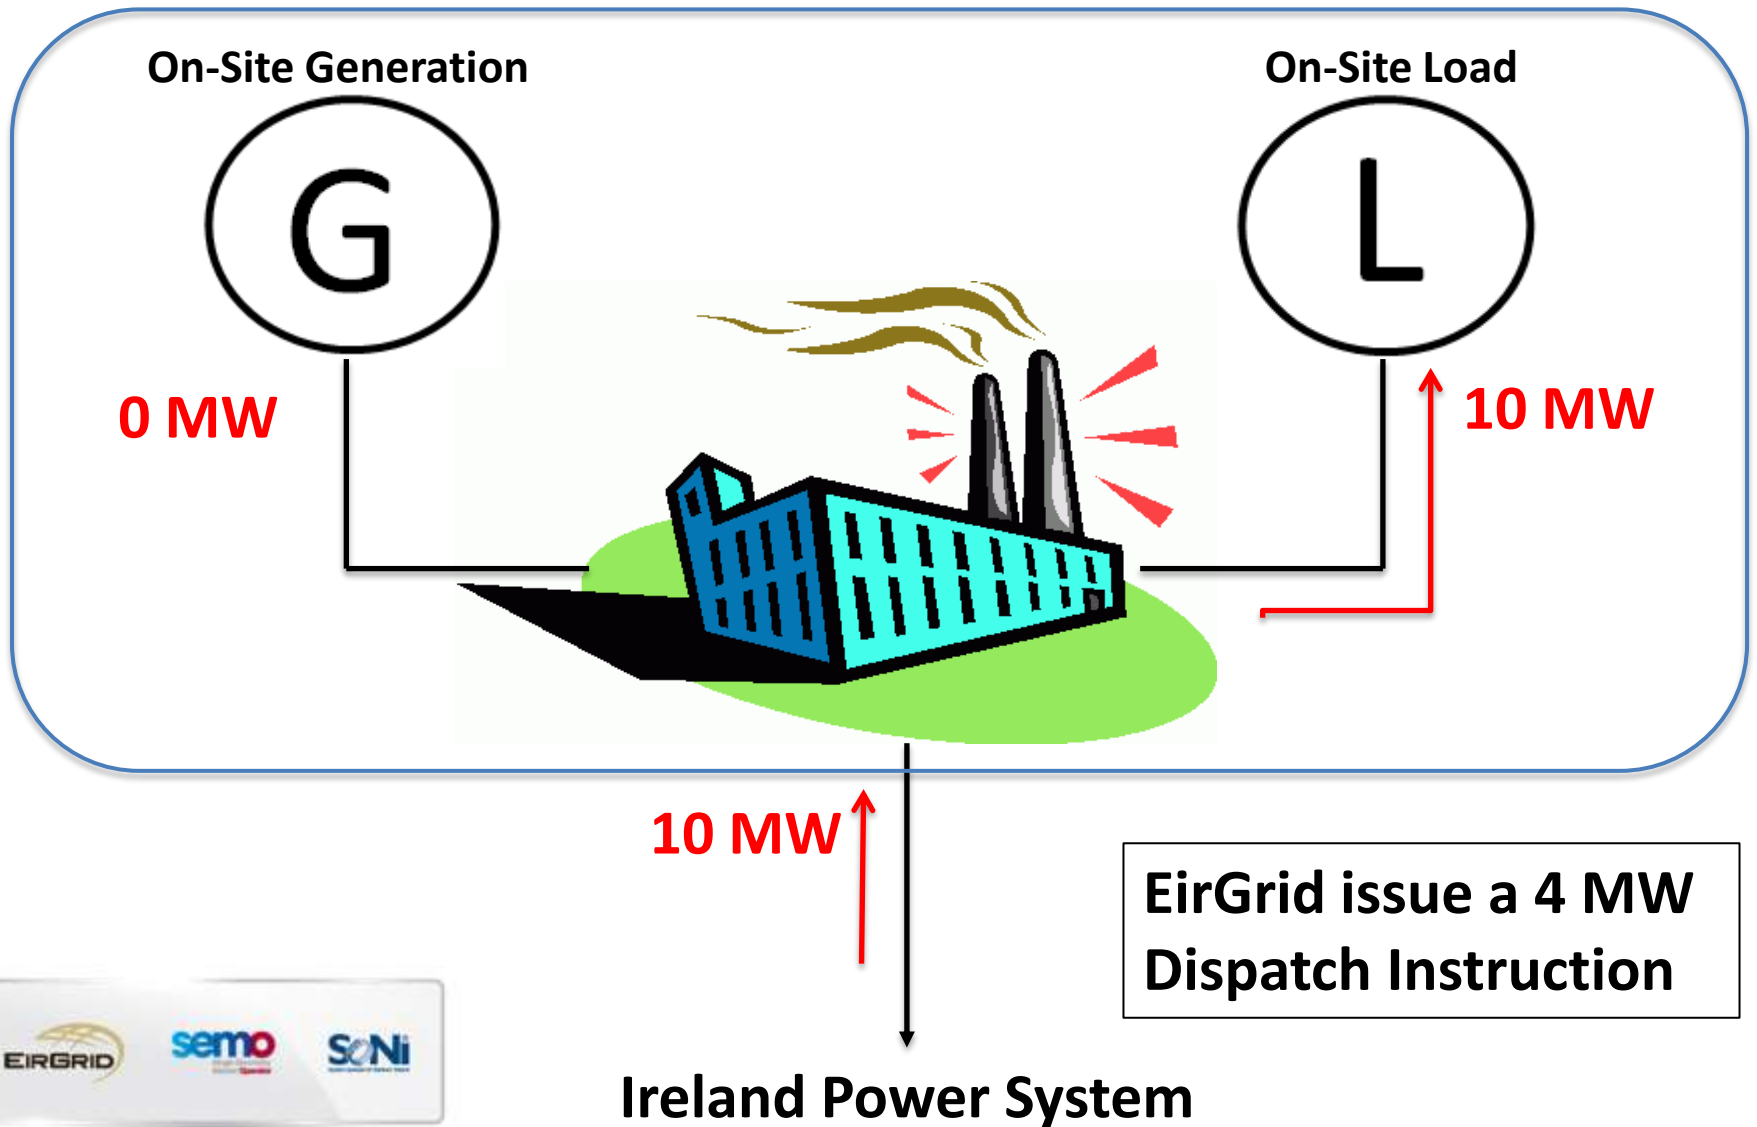 On-Site Generation
On-Site Load
G
L
0 MW
10 MW
10 MW
EirGrid issue a 4 MW
Dispatch Instruction
EIRGRID
semo
Operator
SONI
Ireland Power System